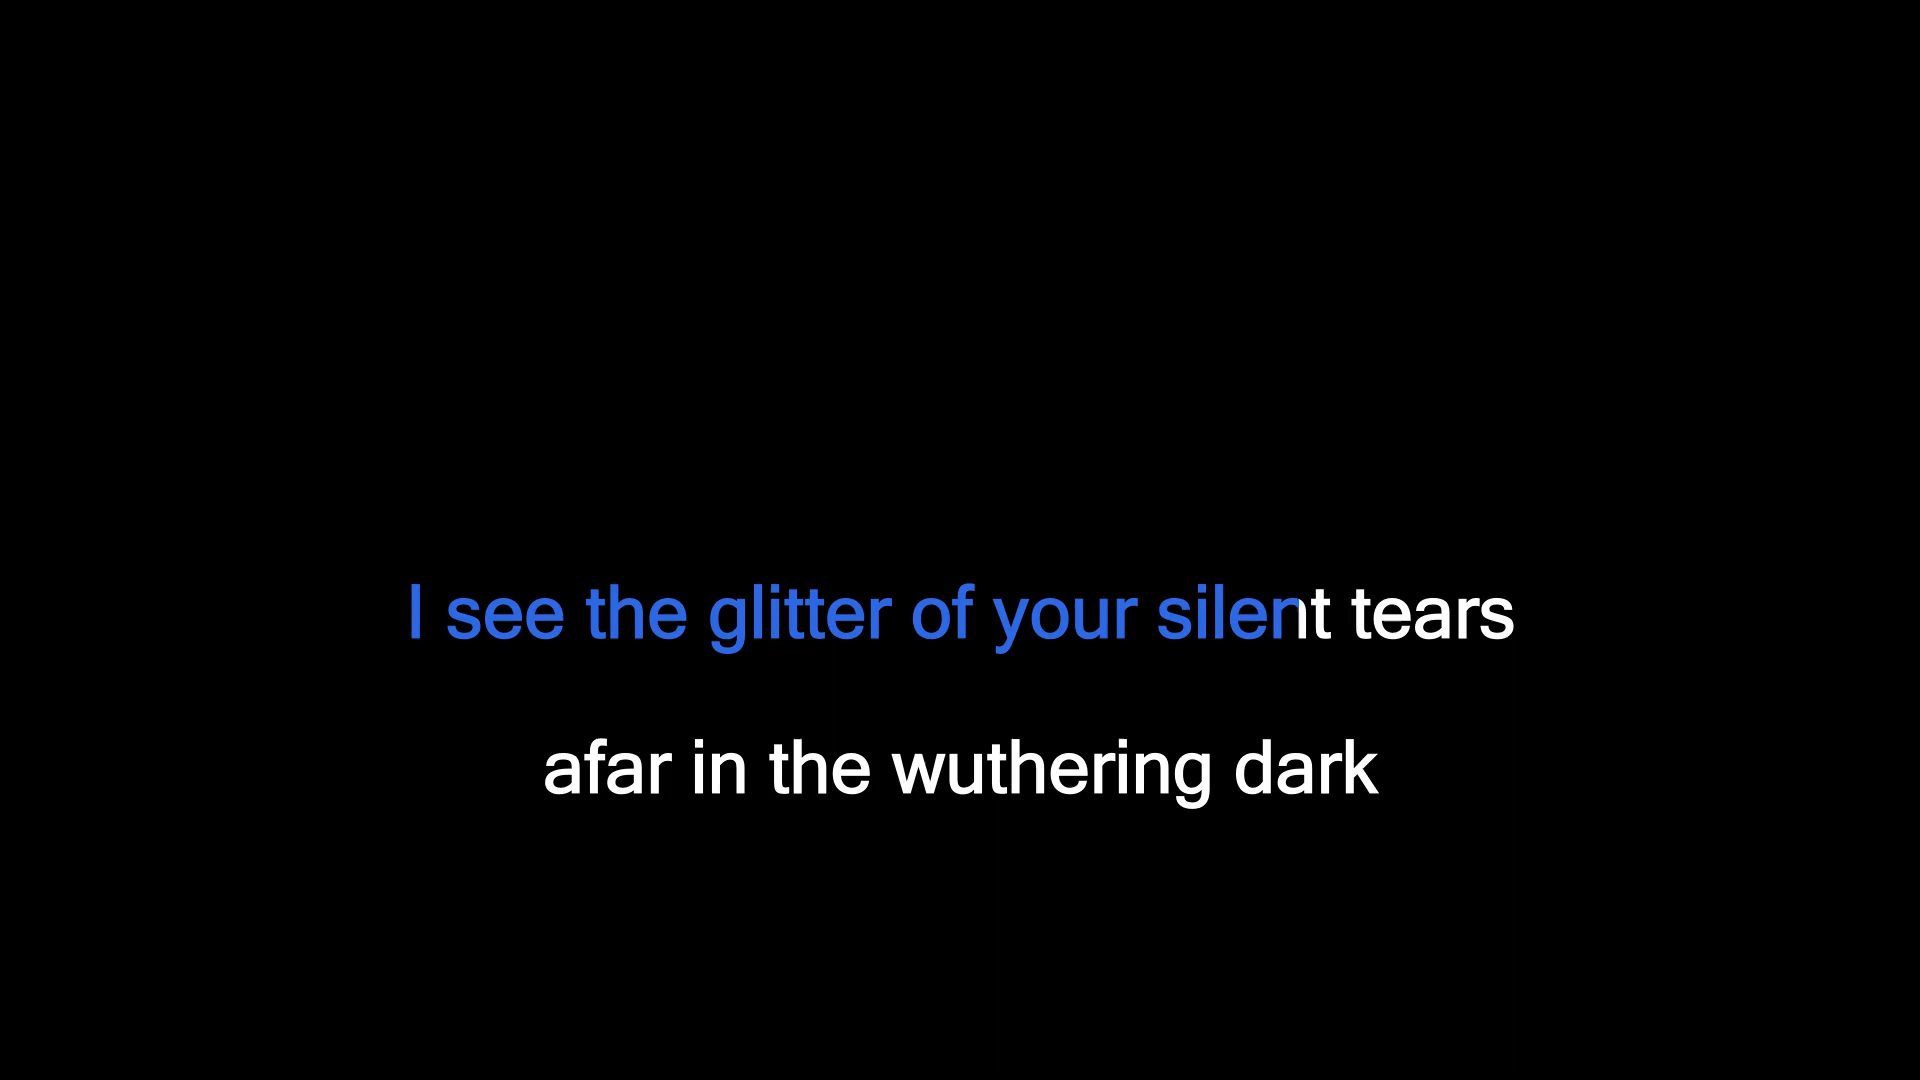 I see the glitter of your silent tears
afar in the wuthering dark